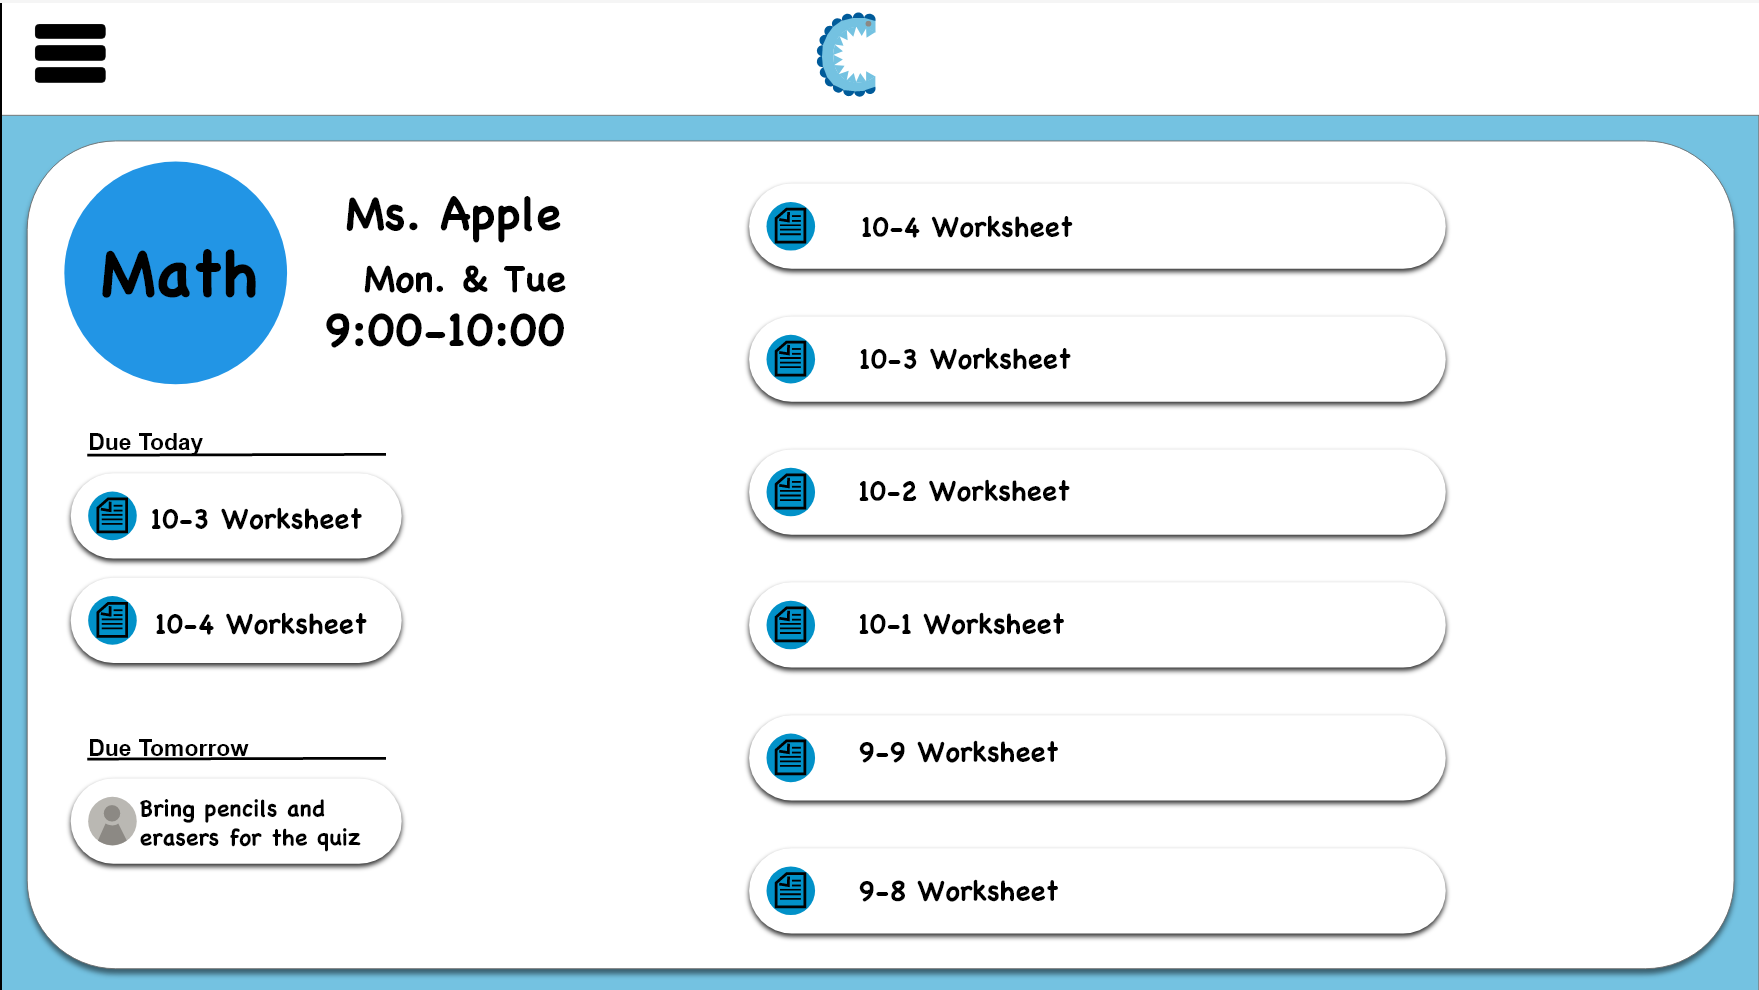 Math
Ms. Apple
Mon. & Tue
9:00-10:00
Due Today
10-3 Worksheet
10-4 Worksheet
Due Tomorrow
Bring pencils and
erasers for the quiz
10-4 Worksheet
10-3 Worksheet
10-2 Worksheet
10-1 Worksheet
9-9 Worksheet
9-8 Worksheet